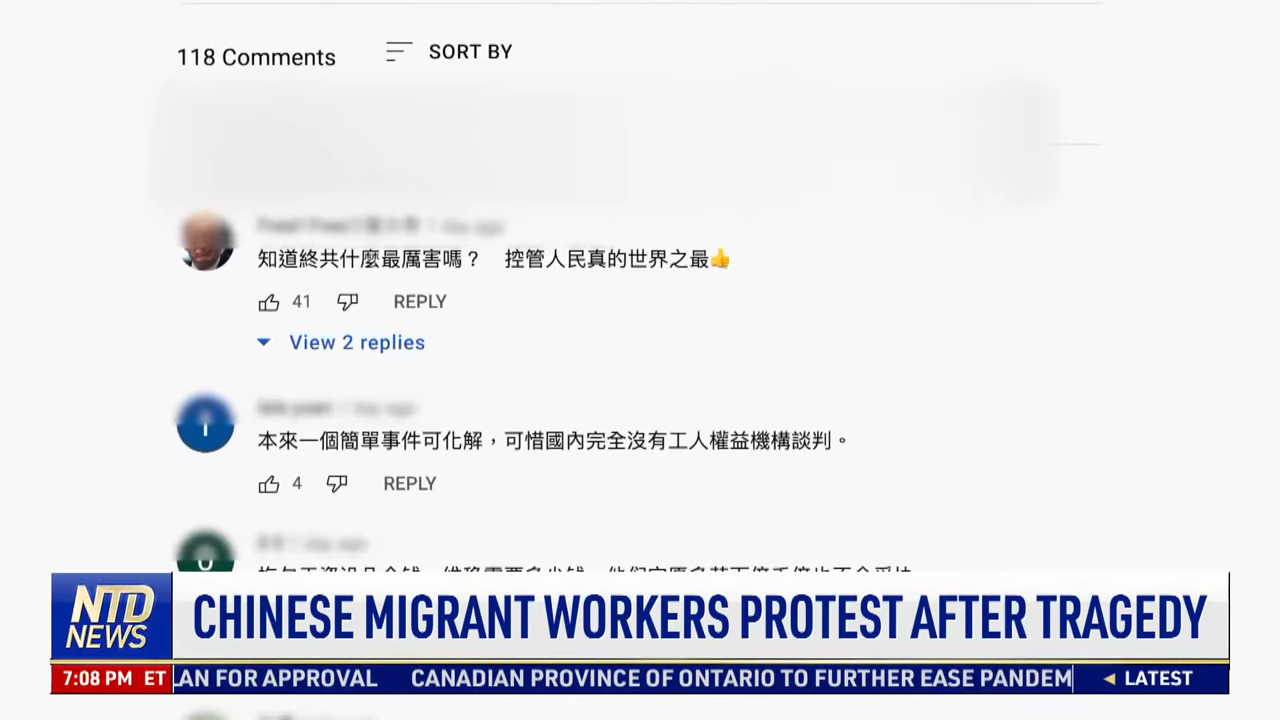 118 Comments
SORT BY
知道終共什麼最厲害嗎？ 控管人民真的世界之最👍
41 REPLY
View 2 replies
本來一個簡單事件可化解，可惜國內完全沒有工人權益機構談判。
4 REPLY
NTD
NEWS
CHINESE MIGRANT WORKERS PROTEST AFTER TRAGEDY
7:08 PM ET
LAN FOR APPROVAL CANADIAN PROVINCE OF ONTARIO TO FURTHER EASE PANDEM
LATEST